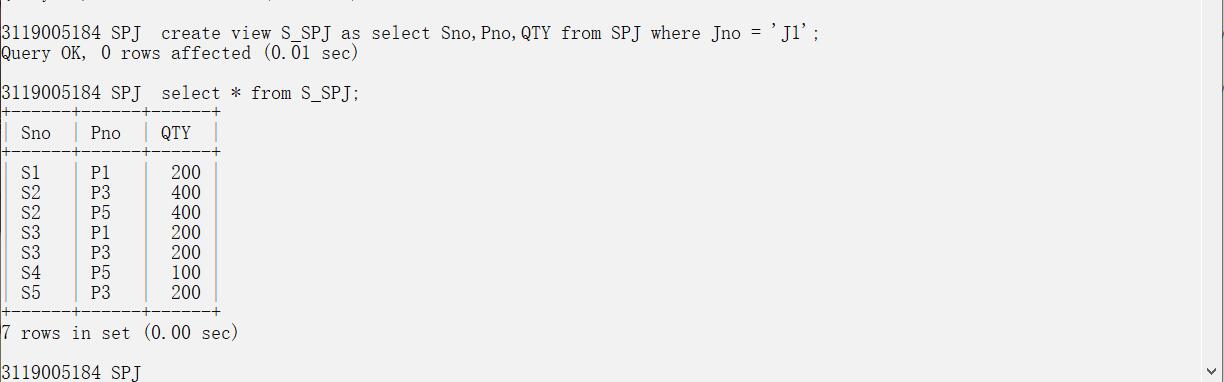 3119005184 SPJ  create view S_SPJ as select Sno,Pno,QTY from SPJ where Jno = 'J1';
Query OK, 0 rows affected (0.01 sec)
3119005184 SPJ  select * from S_SPJ;
+------+------+------+
| Sno  | Pno  | QTY  |
+------+------+------+
| S1   | P1   |  200 |
| S2   | P3   |  400 |
| S2   | P5   |  400 |
| S3   | P1   |  200 |
| S3   | P3   |  200 |
| S4   | P5   |  100 |
| S5   | P3   |  200 |
+------+------+------+
7 rows in set (0.00 sec)
3119005184 SPJ